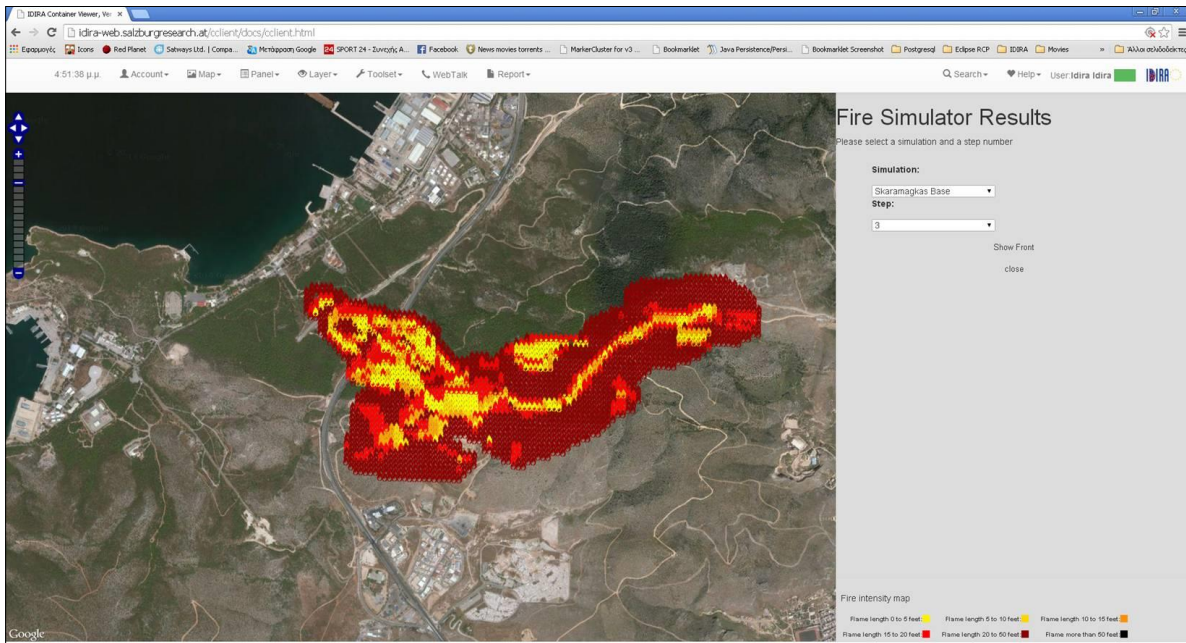 IDIRA Container Viewer, Ver
idira-web.salzburgresearch.at/cclient/docs/cclient.html
Εφαρμογές Icons Red Planet Satways Ltd. | Compa... Μετάφραση Google SPORT 24 - Συνεχής Α... Facebook News movies torrents ... MarkerCluster for v3 ... Bookmarklet Java Persistence/Persi... Bookmarklet Screenshot Postgresql Eclipse RCP IDIRA Movies » Άλλοι σελιδοδείκτες
4:51:38 μ.μ. Account Map Panel Layer Toolset WebTalk Report Search Help User:Idira Idira IDIRA
Fire Simulator Results
Please select a simulation and a step number
Simulation:
Skaramagkas Base
Step:
3
Show Front
close
Fire intensity map
Flame length 0 to 5 feet: Flame length 5 to 10 feet: Flame length 10 to 15 feet:
Flame length 15 to 20 feet: Flame length 20 to 50 feet: Flame more than 50 feet:
Google